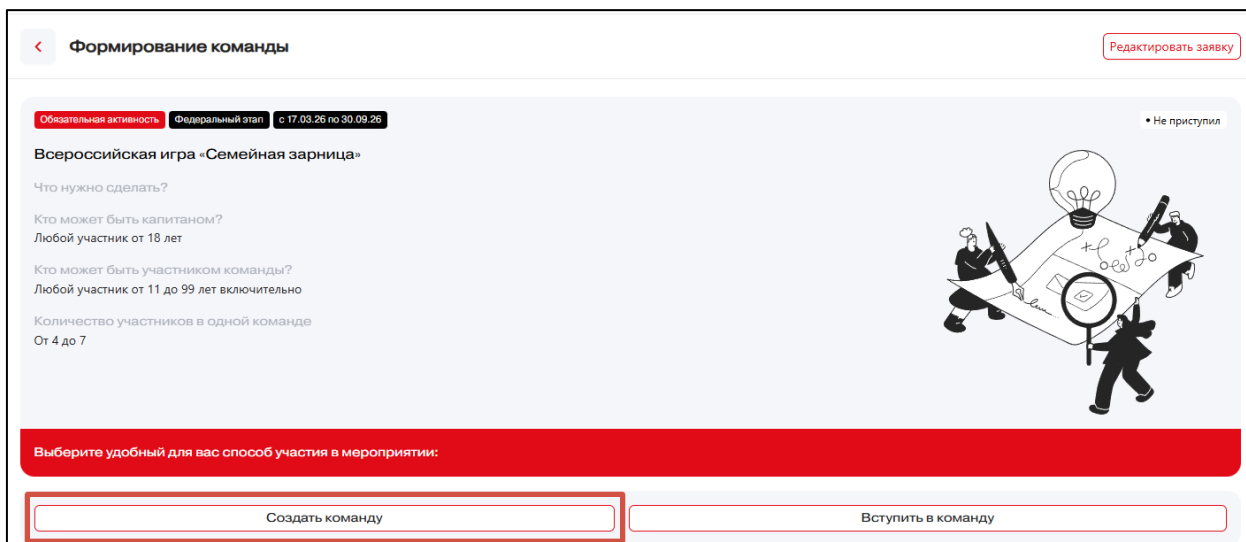 Формирование команды
Редактировать заявку
Обязательная активность Федеральный этап с 17.03.26 по 30.09.26
• Не приступил
Всероссийская игра «Семейная зарница»
Что нужно сделать?
Кто может быть капитаном?
Любой участник от 18 лет
Кто может быть участником команды?
Любой участник от 11 до 99 лет включительно
Количество участников в одной команде
От 4 до 7
Выберите удобный для вас способ участия в мероприятии:
Создать команду
Вступить в команду